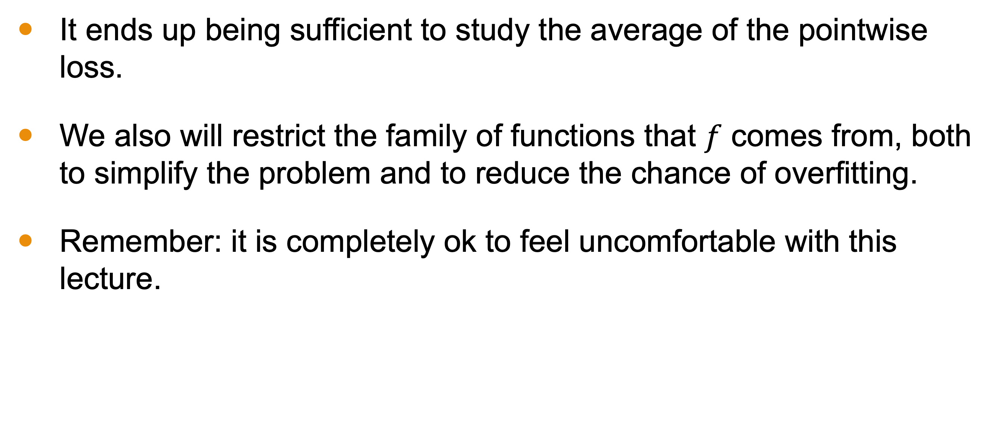 • It ends up being sufficient to study the average of the pointwise
loss.
• We also will restrict the family of functions that f comes from, both
to simplify the problem and to reduce the chance of overfitting.
• Remember: it is completely ok to feel uncomfortable with this
lecture.